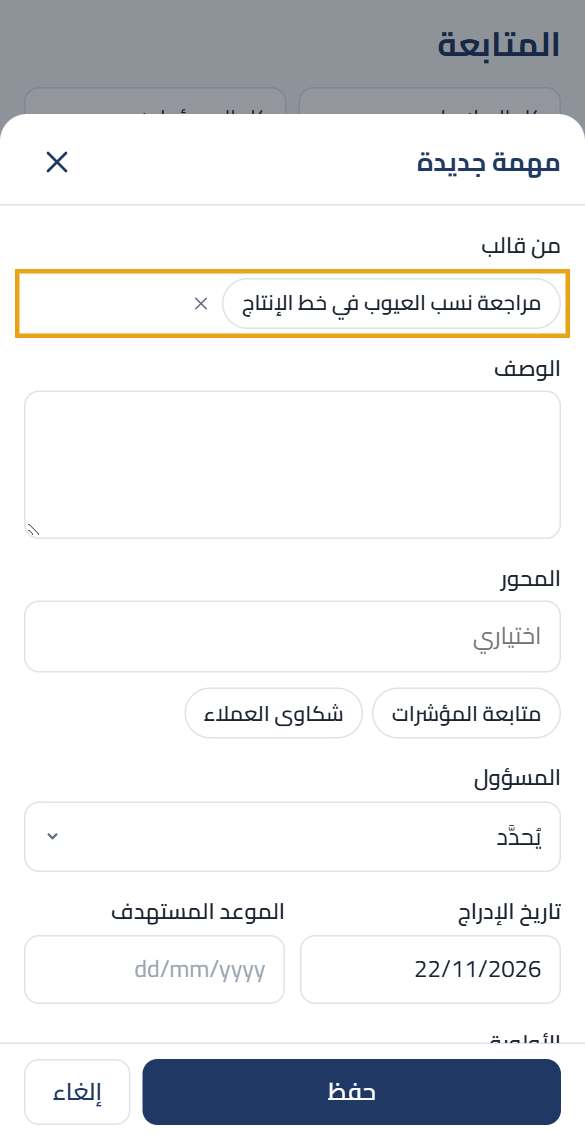 المتابعة
مهمة جديدة
من قالب
مراجعة نسب العيوب في خط الإنتاج
الوصف
المحور
اختياري
متابعة المؤشرات
شكاوى العملاء
المسؤول
يُحدَّد
تاريخ الإدراج
الموعد المستهدف
22/11/2026
dd/mm/yyyy
حفظ
إلغاء